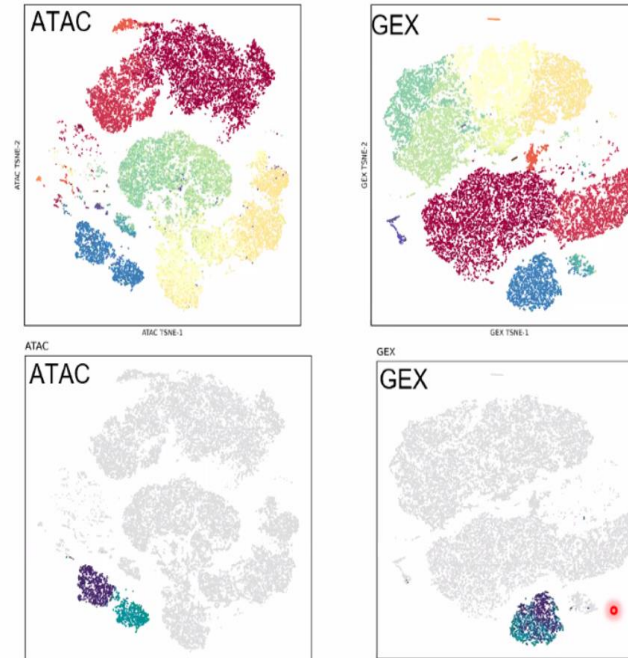 ATAC
GEX
ATAC TSNE-2
GEX TSNE-2
ATAC TSNE-1
GEX TSNE-1
ATAC
GEX
ATAC
GEX